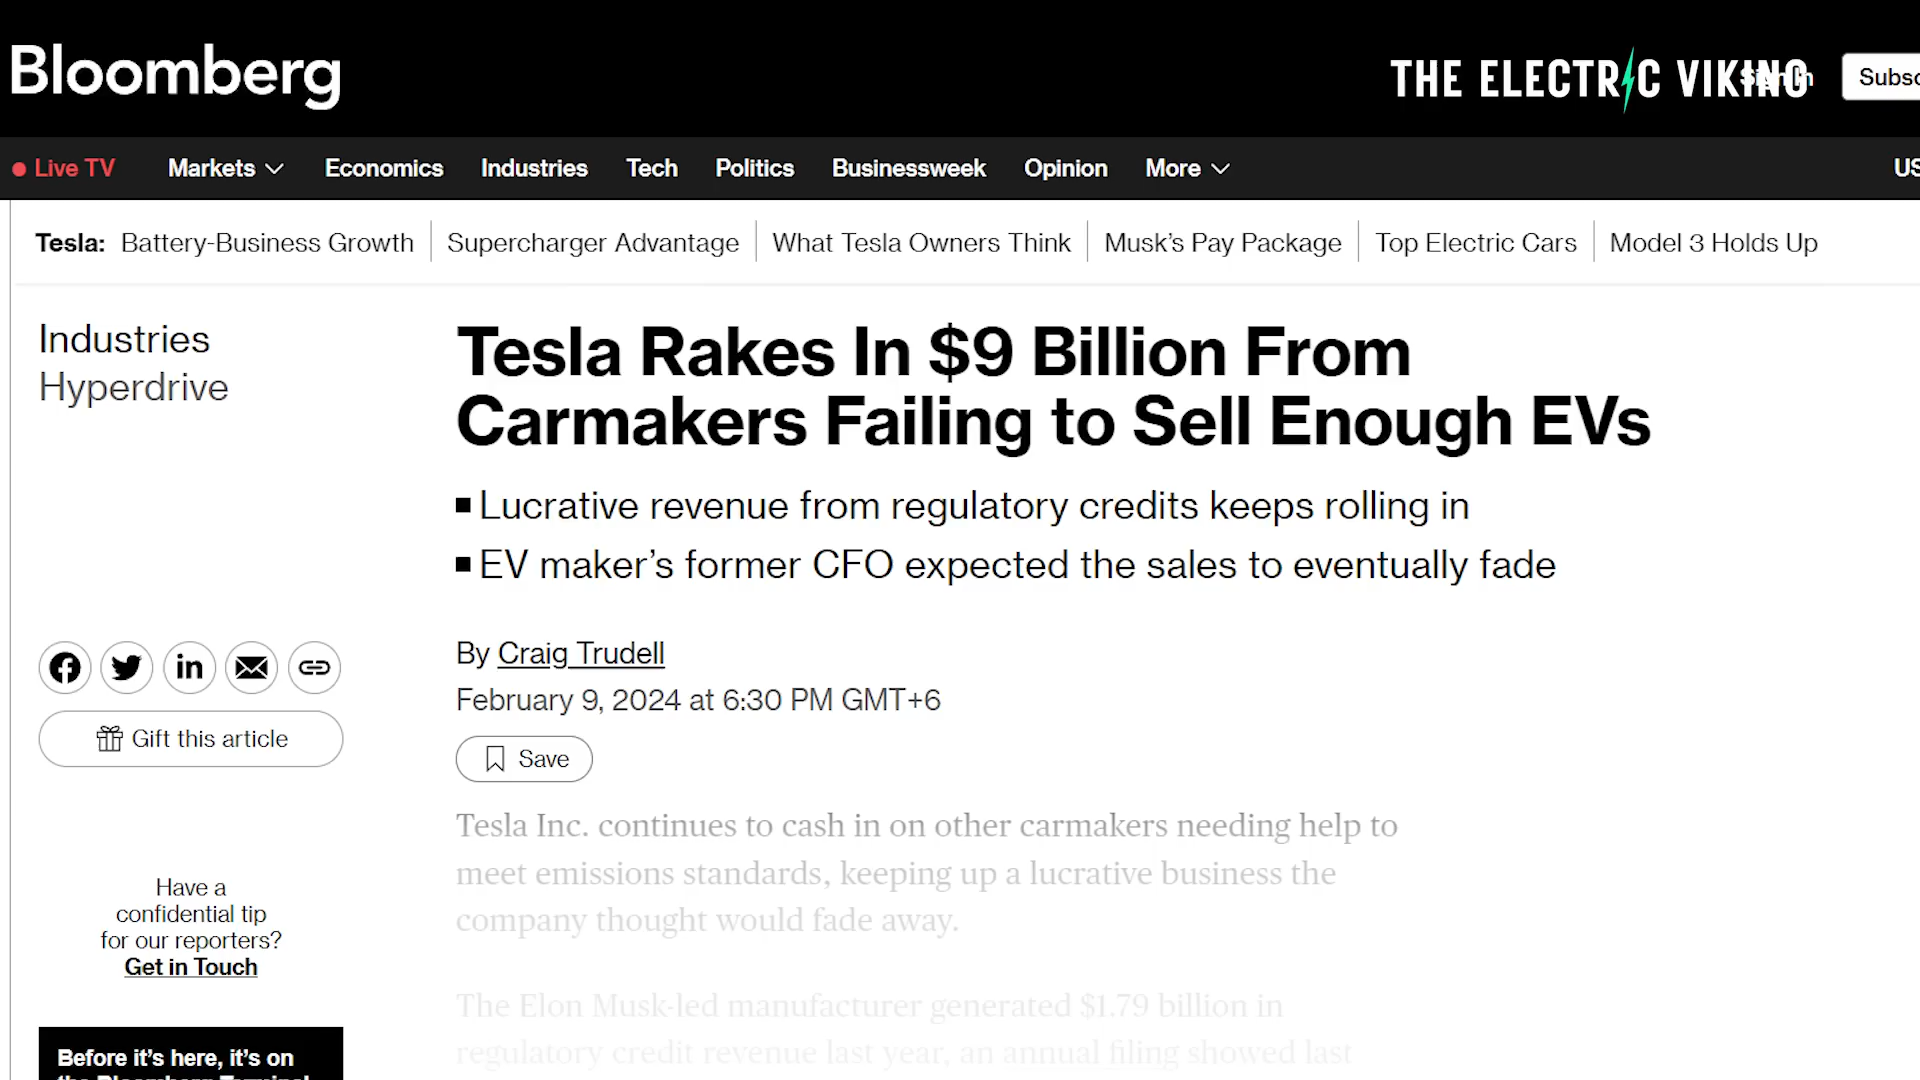 Bloomberg
THE ELECTRIC VIKING
Live TV
Markets
Economics
Industries
Tech
Politics
Businessweek
Opinion
More
Tesla: Battery-Business Growth
Supercharger Advantage
What Tesla Owners Think
Musk's Pay Package
Top Electric Cars
Model 3 Holds Up
Industries
Hyperdrive
Tesla Rakes In $9 Billion From
Carmakers Failing to Sell Enough EVs
Lucrative revenue from regulatory credits keeps rolling in
EV maker's former CFO expected the sales to eventually fade
By Craig Trudell
February 9, 2024 at 6:30 PM GMT+6
Save
Gift this article
Tesla Inc. continues to cash in on other carmakers needing help to
meet emissions standards, keeping up a lucrative business the
company thought would fade away.
The Elon Musk-led manufacturer generated $1.79 billion in
regulatory credit revenue last year, an annual filing showed last
Have a
confidential tip
for our reporters?
Get in Touch
Before it's here, it's on